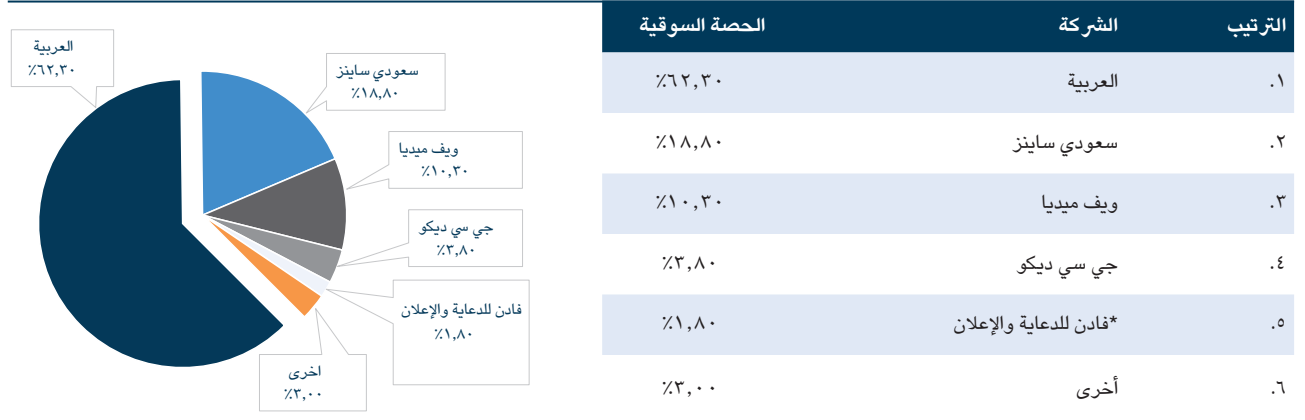 الترتيب الشركة الحصة السوقية
١. العربية ٦٢,٣٠٪
٢. سعودي ساينز ١٨,٨٠٪
٣. ويف ميديا ١٠,٣٠٪
٤. جي سي ديكو ٣,٨٠٪
٥. *فادن للدعاية والإعلان ١,٨٠٪
٦. أخرى ٣,٠٠٪
العربية
٦٢,٣٠٪
سعودي ساينز
١٨,٨٠٪
ويف ميديا
١٠,٣٠٪
جي سي ديكو
٣,٨٠٪
فادن للدعاية والإعلان
١,٨٠٪
اخرى
٣,٠٠٪